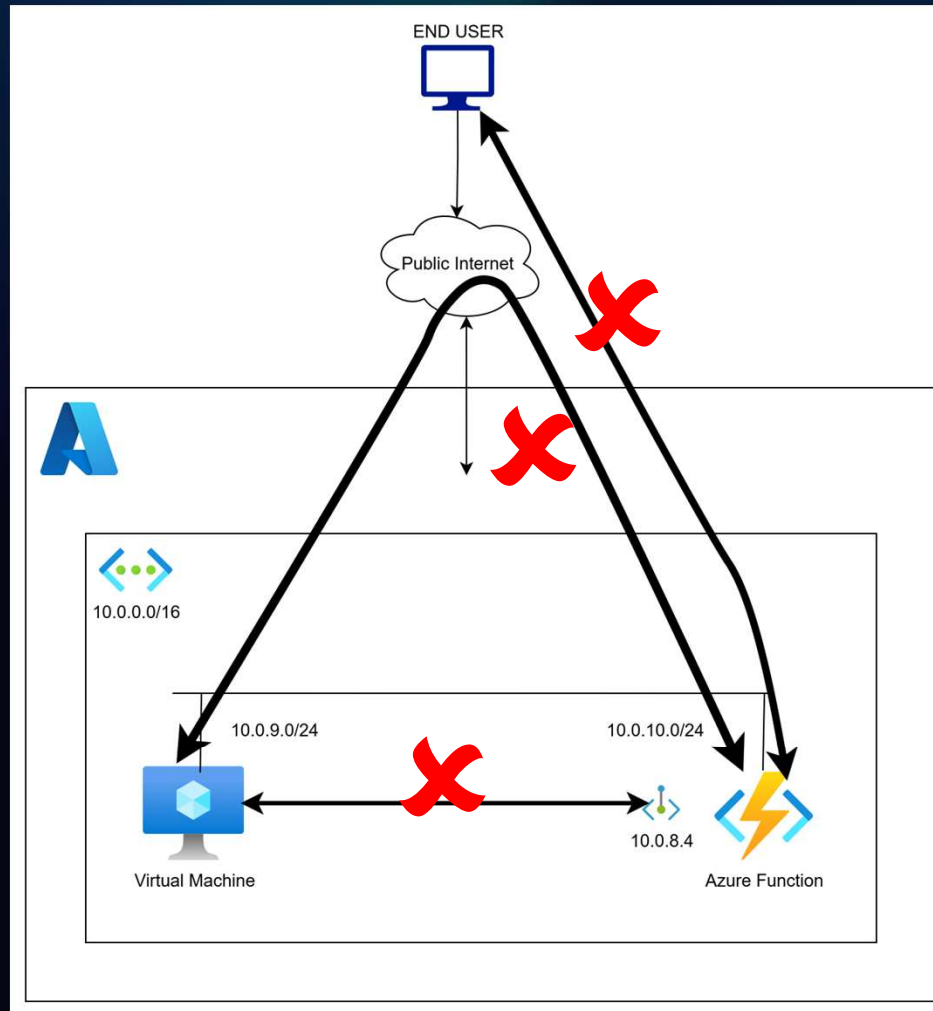 END USER
Public Internet
10.0.0.0/16
10.0.9.0/24
10.0.10.0/24
10.0.8.4
Virtual Machine
Azure Function